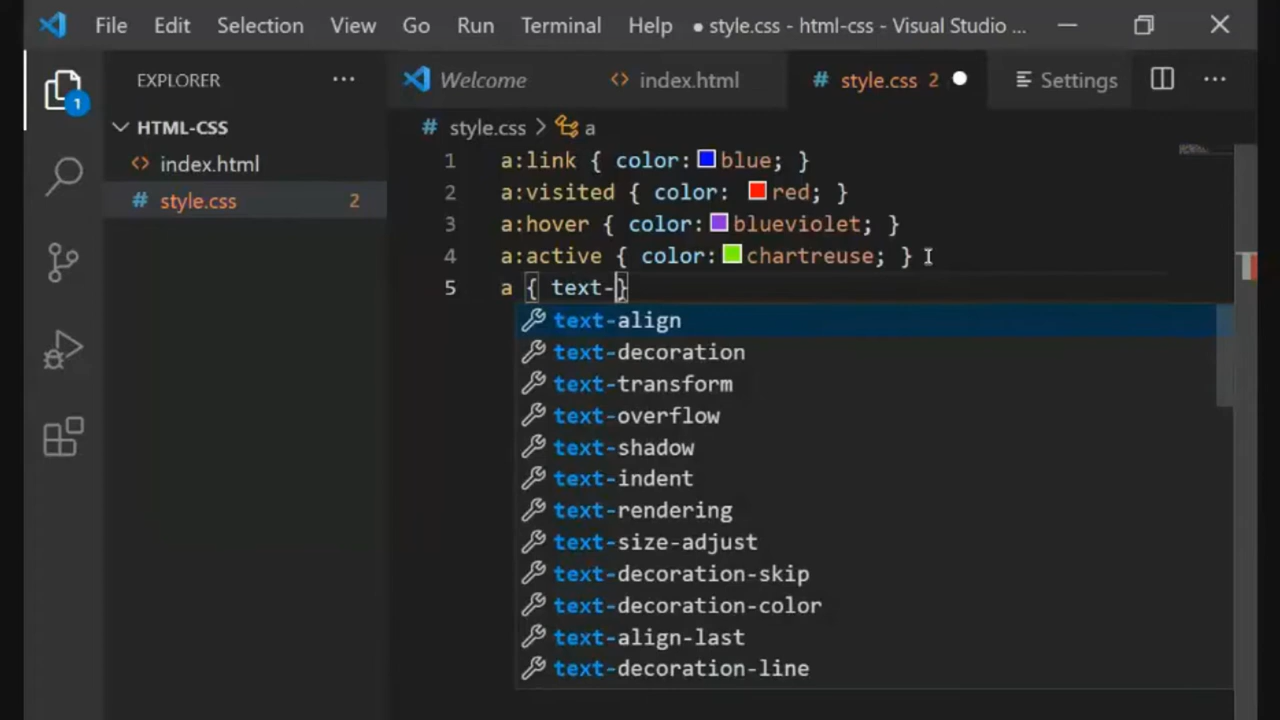 File Edit Selection View Go Run Terminal Help ● style.css - html-css - Visual Studio ...
EXPLORER ···
Welcome index.html # style.css 2 ● Settings ···
1
HTML-CSS
index.html
# style.css 2
# style.css > a
1 a:link { color: blue; }
2 a:visited { color: red; }
3 a:hover { color: blueviolet; }
4 a:active { color: chartreuse; }
5 a { text-}
text-align
text-decoration
text-transform
text-overflow
text-shadow
text-indent
text-rendering
text-size-adjust
text-decoration-skip
text-decoration-color
text-align-last
text-decoration-line